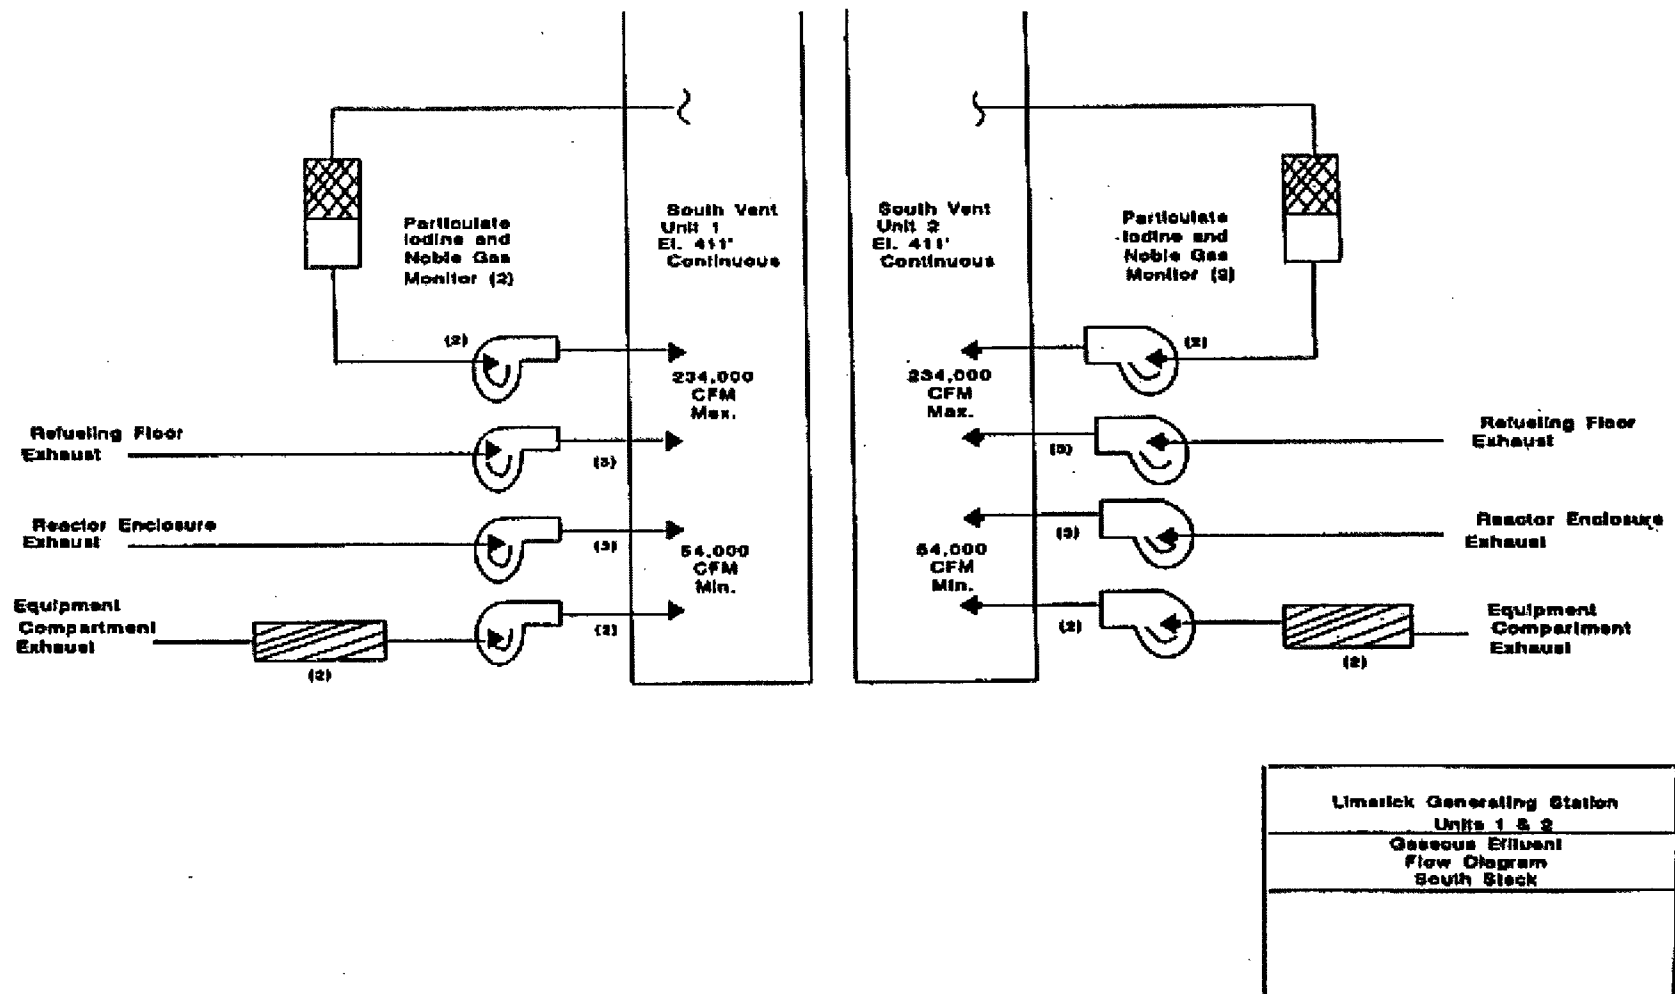 South Vent
Unit 1
El. 411'
Continuous
South Vent
Unit 2
El. 411'
Continuous
Particulate
Iodine and
Noble Gas
Monitor (2)
Particulate
Iodine and
Noble Gas
Monitor (2)
(2)
(2)
234,000
CFM
Max.
234,000
CFM
Max.
Refueling Floor
Exhaust
(3)
(3)
Refueling Floor
Exhaust
Reactor Enclosure
Exhaust
(3)
54,000
CFM
Min.
54,000
CFM
Min.
(3)
Reactor Enclosure
Exhaust
Equipment
Compartment
Exhaust
(2)
(2)
(2)
(2)
Equipment
Compartment
Exhaust
Limerick Generating Station
Units 1 & 2
Gaseous Effluent
Flow Diagram
South Stack